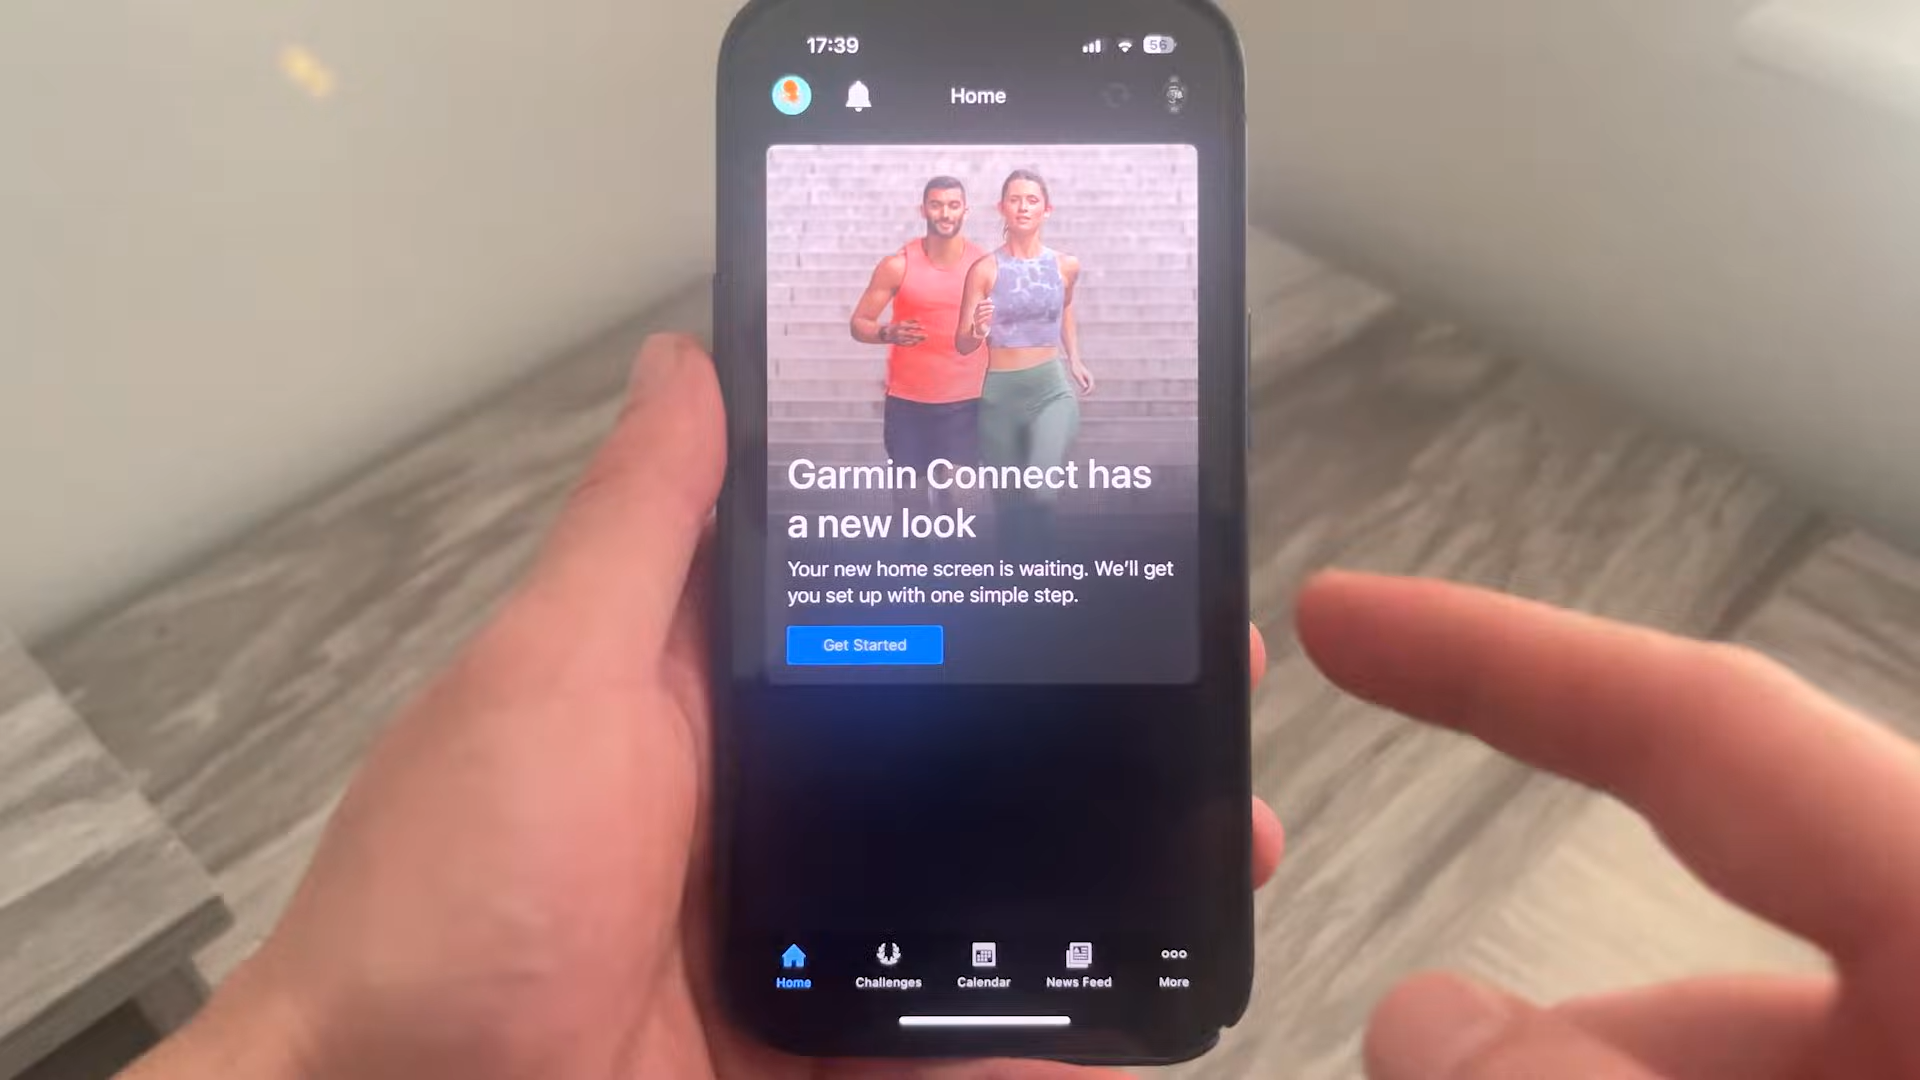 17:39
56
Home
Garmin Connect has
a new look
Your new home screen is waiting. We’ll get
you set up with one simple step.
Get Started
Home
Challenges
Calendar
News Feed
More